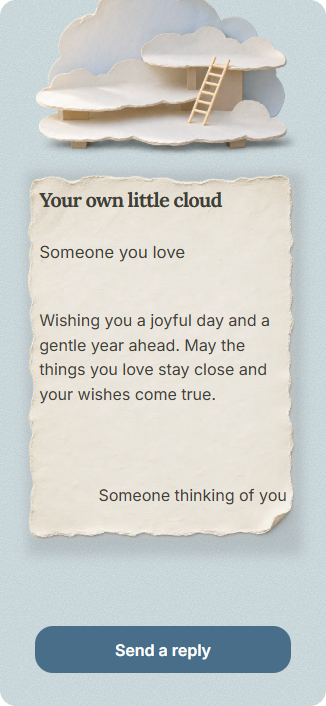 Your own little cloud
Someone you love
Wishing you a joyful day and a
gentle year ahead. May the
things you love stay close and
your wishes come true.
Someone thinking of you
Send a reply